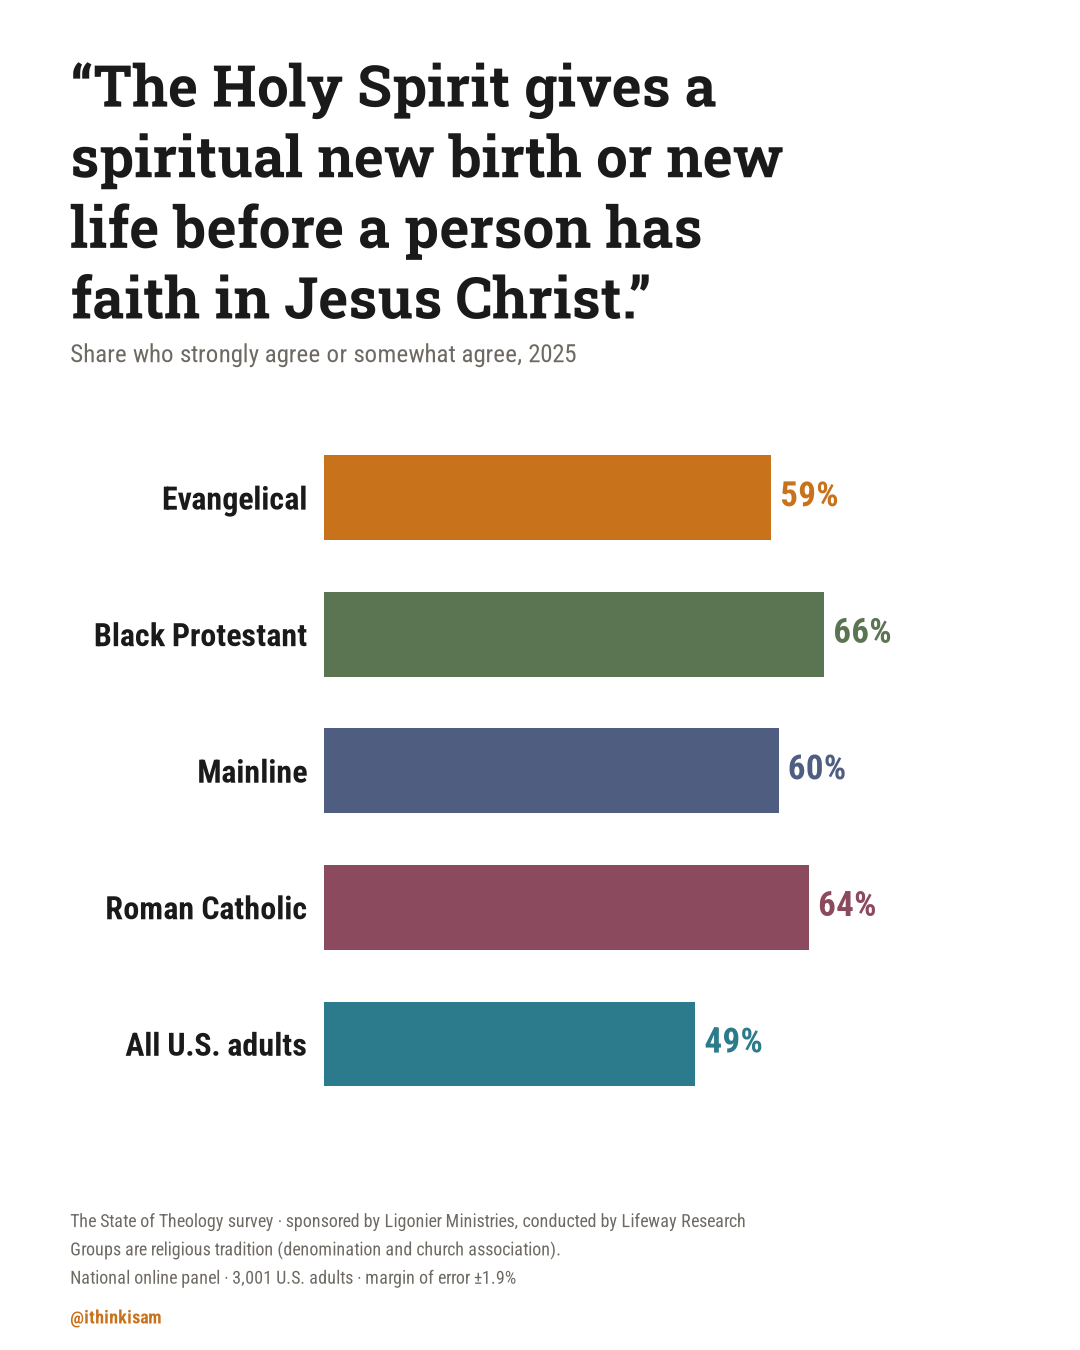 “The Holy Spirit gives a
spiritual new birth or new
life before a person has
faith in Jesus Christ.”
Share who strongly agree or somewhat agree, 2025
Evangelical 59%
Black Protestant 66%
Mainline 60%
Roman Catholic 64%
All U.S. adults 49%
The State of Theology survey · sponsored by Ligonier Ministries, conducted by Lifeway Research
Groups are religious tradition (denomination and church association).
National online panel · 3,001 U.S. adults · margin of error ±1.9%
@ithinkisam